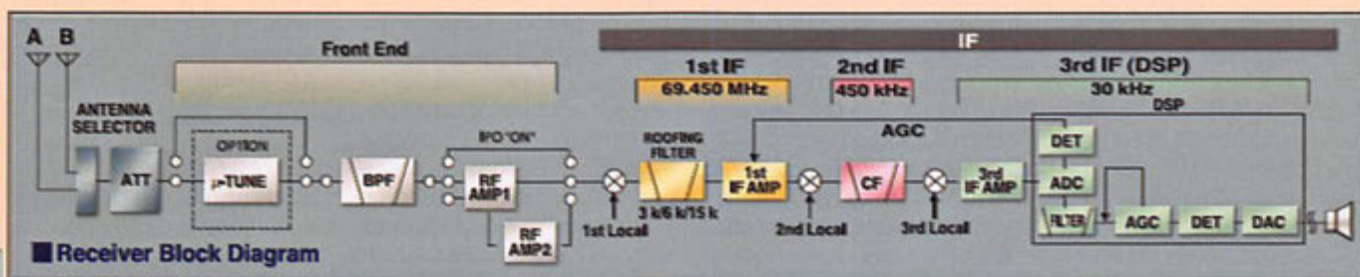 A B
Front End
IF
1st IF
69.450 MHz
2nd IF
450 kHz
3rd IF (DSP)
30 kHz
DSP
ANTENNA
SELECTOR
ATT
OPTION
μ-TUNE
BPF
IPO "ON"
RF
AMP1
RF
AMP2
1st Local
ROOFING
FILTER
3 k/6 k/15 k
AGC
1st
IF AMP
2nd Local
CF
3rd Local
3rd
IF AMP
DET
ADC
FILTER
AGC
DET
DAC
Receiver Block Diagram